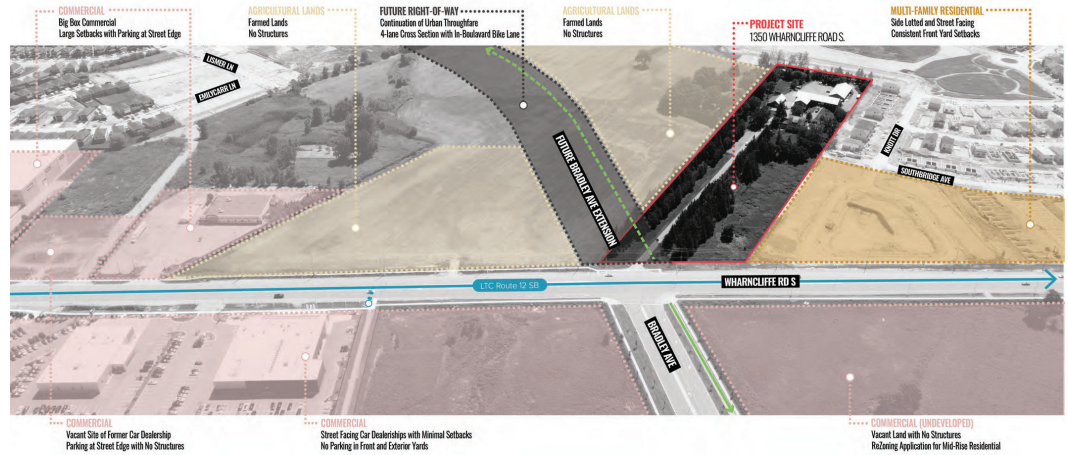 COMMERCIAL
Big Box Commercial
Large Setbacks with Parking at Street Edge
AGRICULTURAL LANDS
Farmed Lands
No Structures
FUTURE RIGHT-OF-WAY
Continuation of Urban Throughfare
4-lane Cross Section with In-Boulavard Bike Lane
AGRICULTURAL LANDS
Farmed Lands
No Structures
PROJECT SITE
1350 WHARNCLIFFE ROAD S.
MULTI-FAMILY RESIDENTIAL
Side Lotted and Street Facing
Consistent Front Yard Setbacks
LISMER LN
EMILYCARR LN
FUTURE BRADLEY AVE EXTENSION
KNOTT DR
SOUTHBRIDGE AVE
LTC Route 12 SB
WHARNCLIFFE RD S
BRADLEY AVE
COMMERCIAL
Vacant Site of Former Car Dealership
Parking at Street Edge with No Structures
COMMERCIAL
Street Facing Car Dealeriships with Minimal Setbacks
No Parking in Front and Exterior Yards
COMMERCIAL (UNDEVELOPED)
Vacant Land with No Structures
ReZoning Application for Mid-Rise Residential